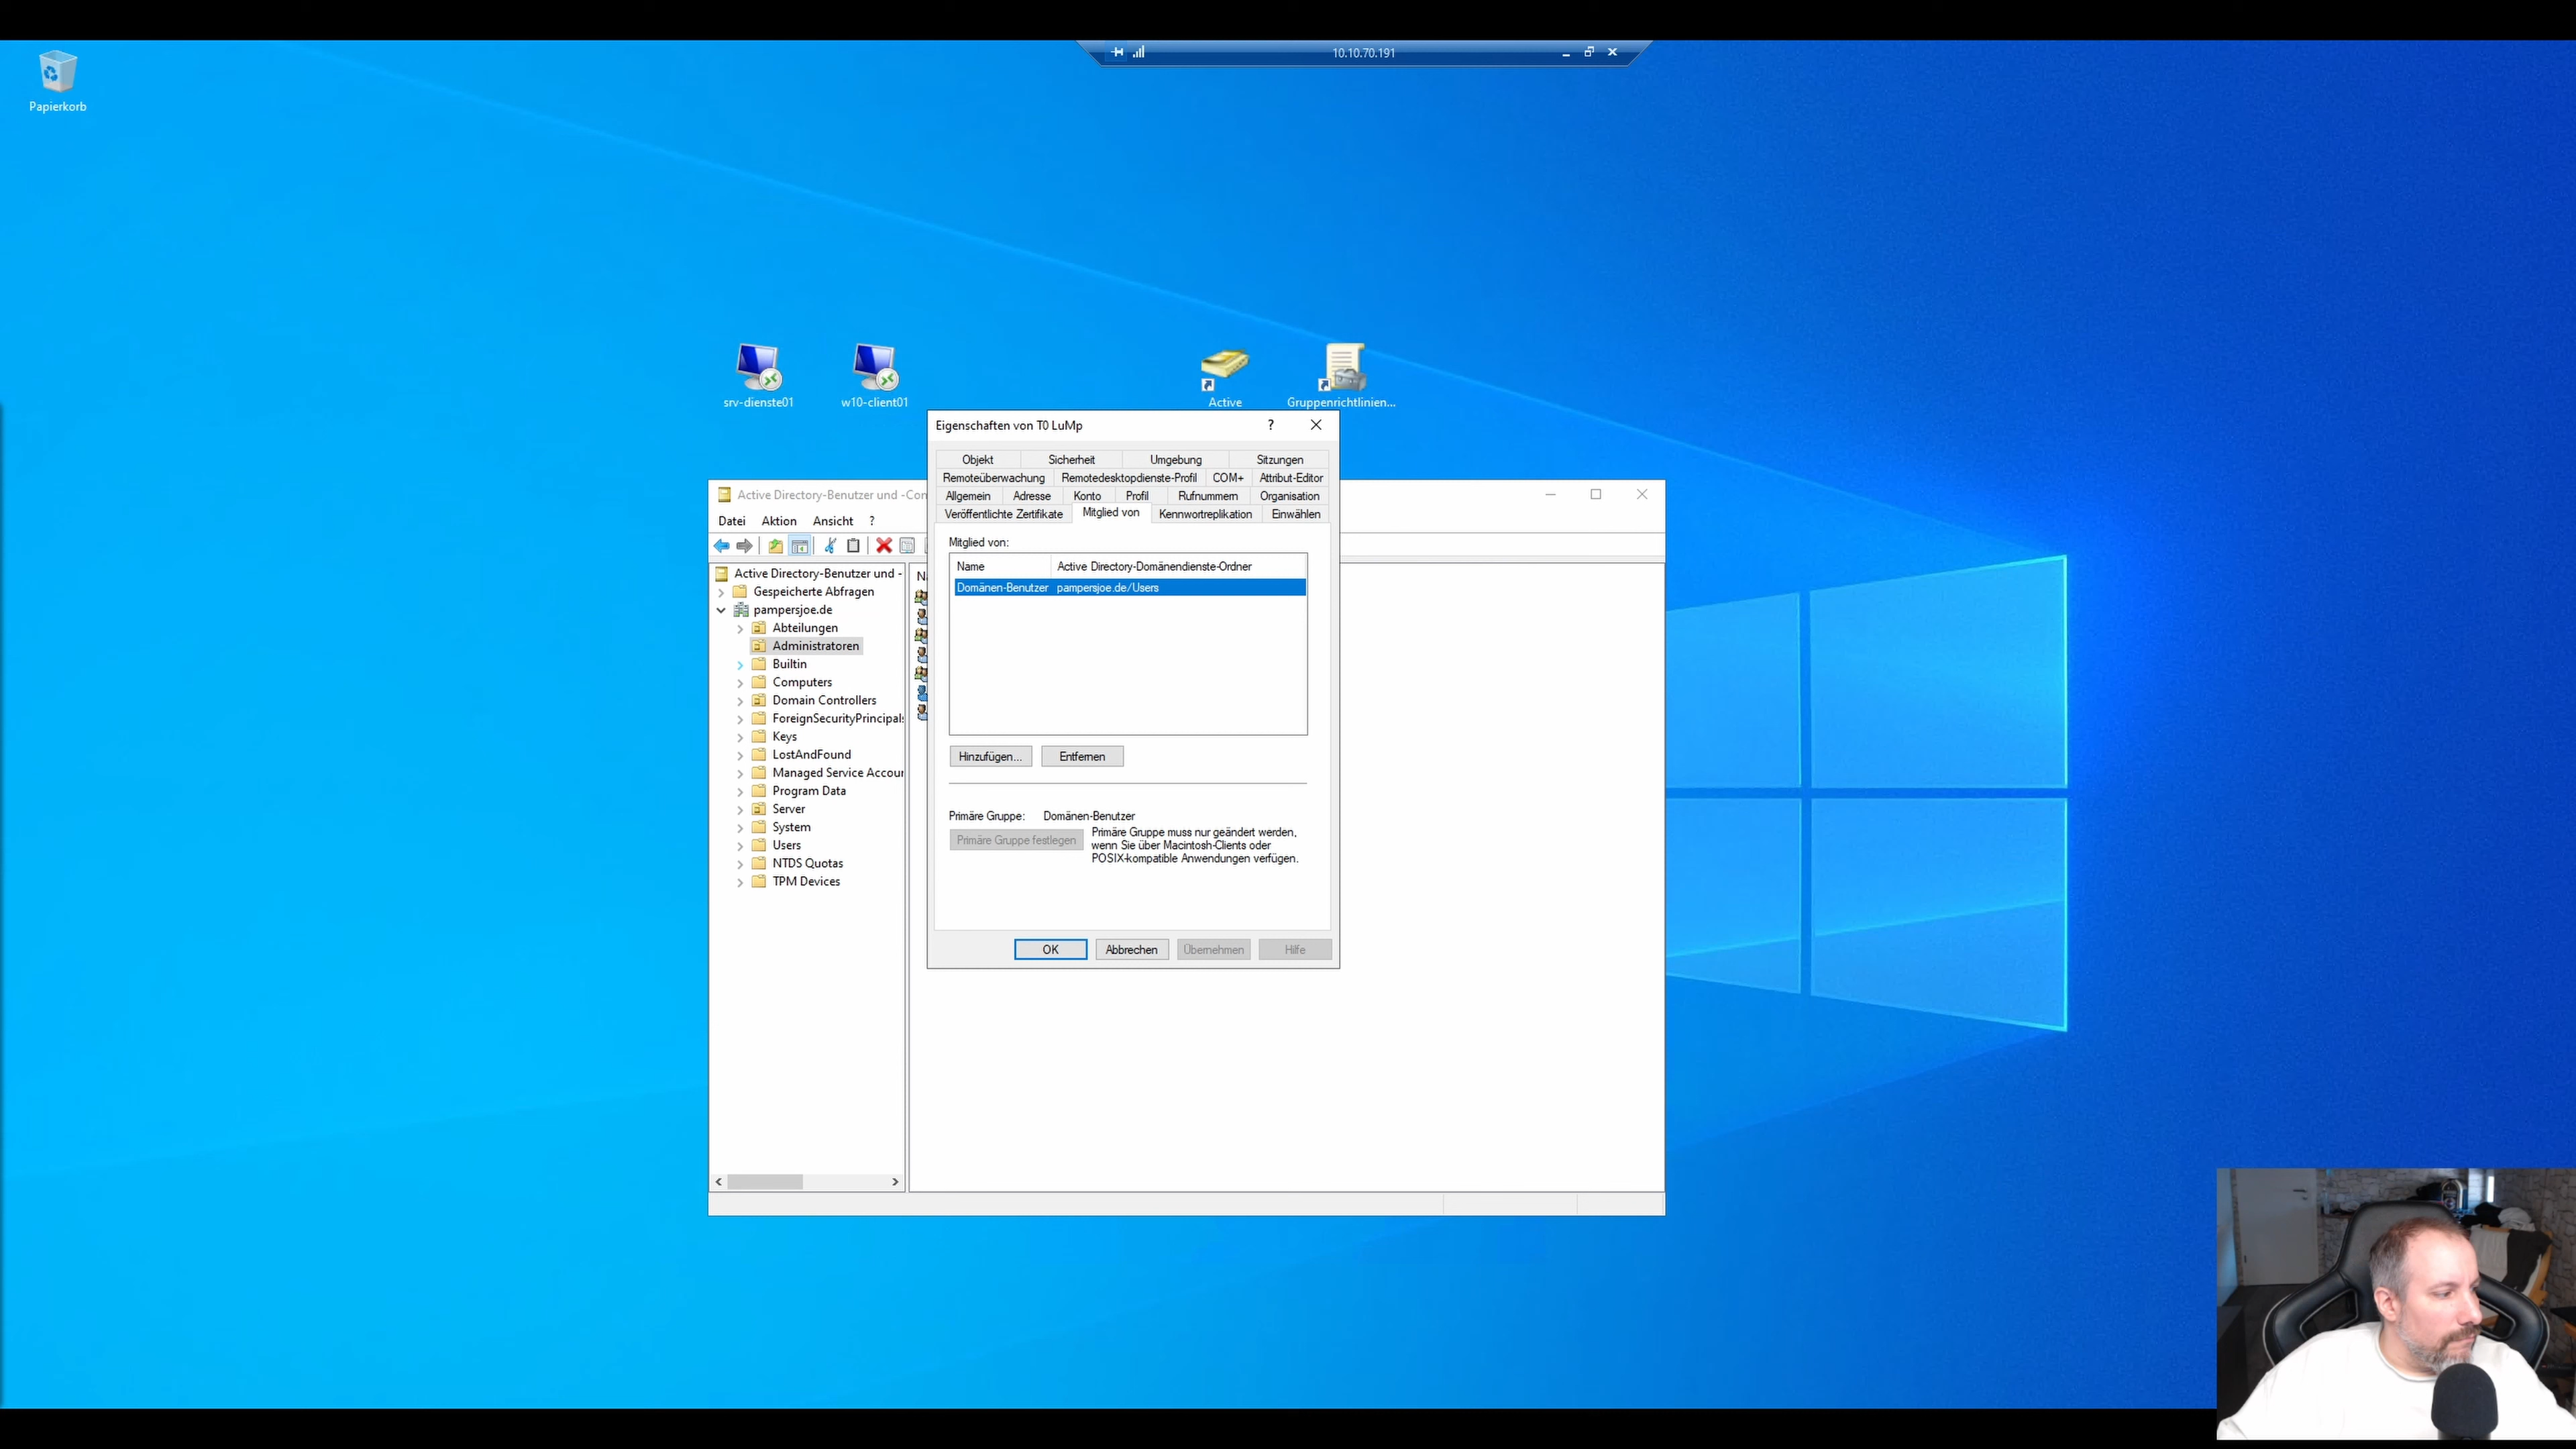 10.10.70.191
Papierkorb
srv-dienste01
w10-client01
Active
Gruppenrichtlinien...
Eigenschaften von T0 LuMp
?
Objekt
Sicherheit
Umgebung
Sitzungen
Remoteüberwachung
Remotedesktopdienste-Profil
COM+
Attribut-Editor
Allgemein
Adresse
Konto
Profil
Rufnummern
Organisation
Veröffentlichte Zertifikate
Mitglied von
Kennwortreplikation
Einwählen
Mitglied von:
Name
Active Directory-Domänendienste-Ordner
Domänen-Benutzer
pampersjoe.de/Users
Hinzufügen...
Entfernen
Primäre Gruppe:
Domänen-Benutzer
Primäre Gruppe festlegen
Primäre Gruppe muss nur geändert werden,
wenn Sie über Macintosh-Clients oder
POSIX-kompatible Anwendungen verfügen.
OK
Abbrechen
Übernehmen
Hilfe
Active Directory-Benutzer und -Con
Datei
Aktion
Ansicht
?
Active Directory-Benutzer und -
Gespeicherte Abfragen
pampersjoe.de
Abteilungen
Administratoren
Builtin
Computers
Domain Controllers
ForeignSecurityPrincipals
Keys
LostAndFound
Managed Service Accour
Program Data
Server
System
Users
NTDS Quotas
TPM Devices